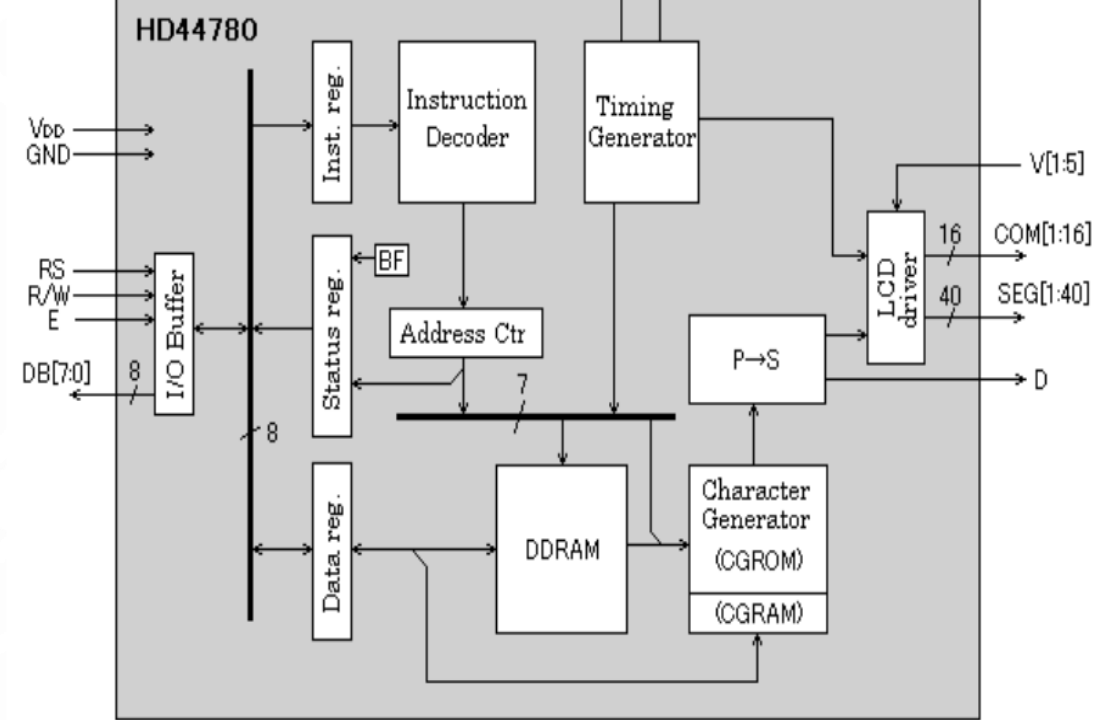 HD44780
VDD
GND
RS
R/W
E
DB[7:0]
8
I/O Buffer
8
Inst. reg.
Instruction
Decoder
Timing
Generator
Status reg.
BF
Address Ctr
7
Data reg.
DDRAM
Character
Generator
(CGROM)
(CGRAM)
P→S
LCD
driver
V[1:5]
16
COM[1:16]
40
SEG[1:40]
D